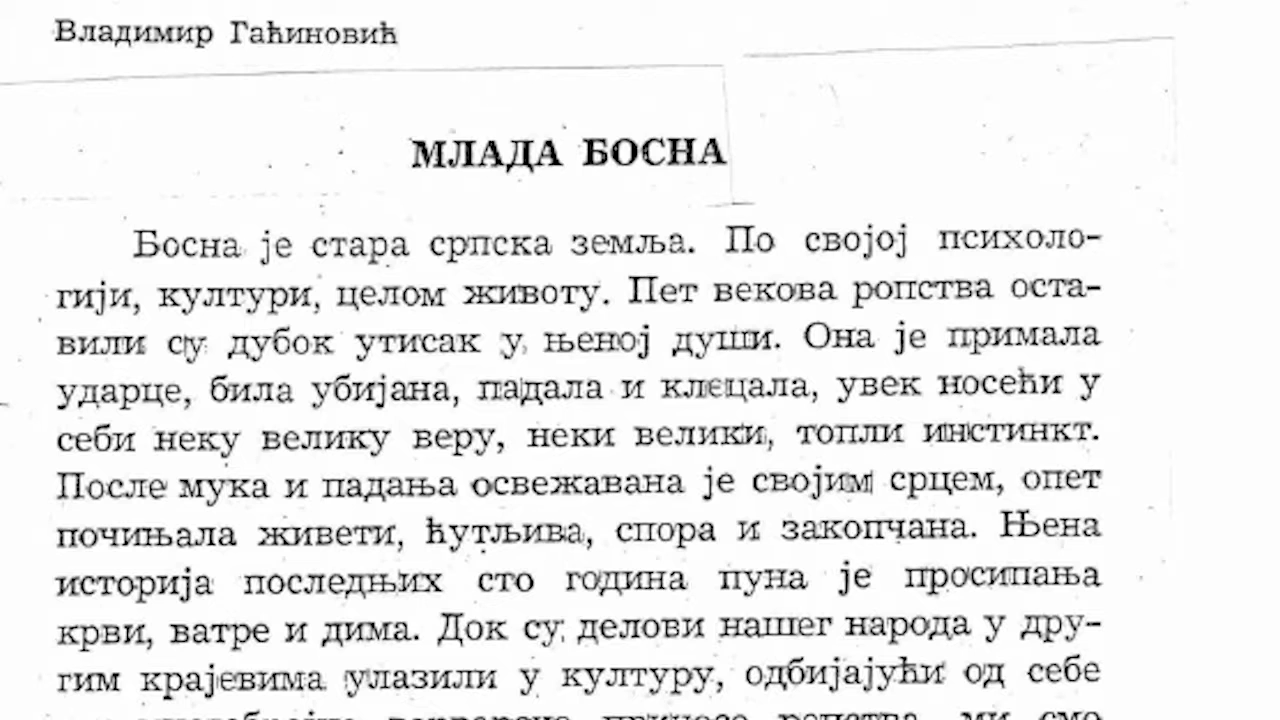 Владимир Гаћиновић
МЛАДА БОСНА
Босна је стара српска земља. По својој психоло-
гији, култури, целом животу. Пет векова ропства оста-
вили су дубок утисак у њеној души. Она је примала
ударце, била убијана, падала и клецала, увек носећи у
себи неку велику веру, неки велики, топли инстинкт.
После мука и падања освежавана је својим срцем, опет
почињала живети, ћутљива, спора и закопчана. Њена
историја последњих сто година пуна је просипања
крви, ватре и дима. Док су делови нашег народа у дру-
гим крајевима улазили у културу, одбијајући од себе
ропства, ми смо